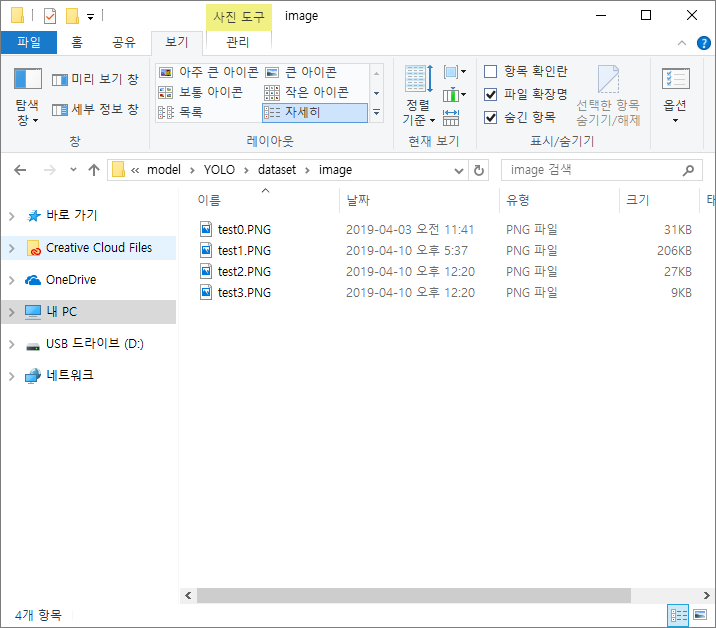 사진 도구 image
파일 홈 공유 보기 관리
탐색 창
미리 보기 창
세부 정보 창
창
아주 큰 아이콘 큰 아이콘
보통 아이콘 작은 아이콘
목록 자세히
레이아웃
정렬 기준
현재 보기
항목 확인란
파일 확장명
숨긴 항목
선택한 항목 숨기기/해제
표시/숨기기
옵션
« model > YOLO > dataset > image
image 검색
바로 가기
Creative Cloud Files
OneDrive
내 PC
USB 드라이브 (D:)
네트워크
이름 날짜 유형 크기 태
test0.PNG 2019-04-03 오전 11:41 PNG 파일 31KB
test1.PNG 2019-04-10 오후 5:37 PNG 파일 206KB
test2.PNG 2019-04-10 오후 12:20 PNG 파일 27KB
test3.PNG 2019-04-10 오후 12:20 PNG 파일 9KB
4개 항목